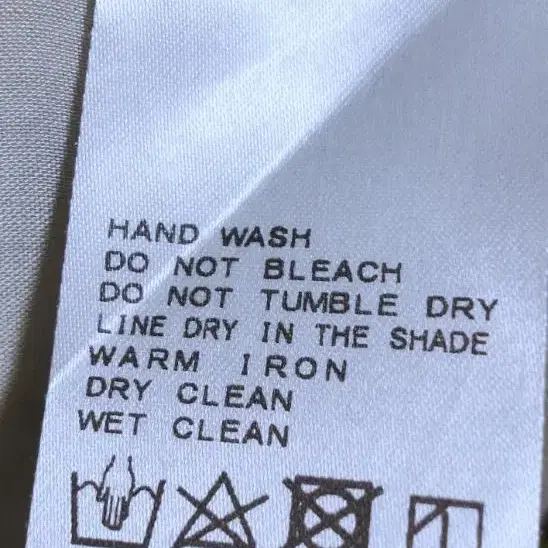 HAND WASH
DO NOT BLEACH
DO NOT TUMBLE DRY
LINE DRY IN THE SHADE
WARM IRON
DRY CLEAN
WET CLEAN